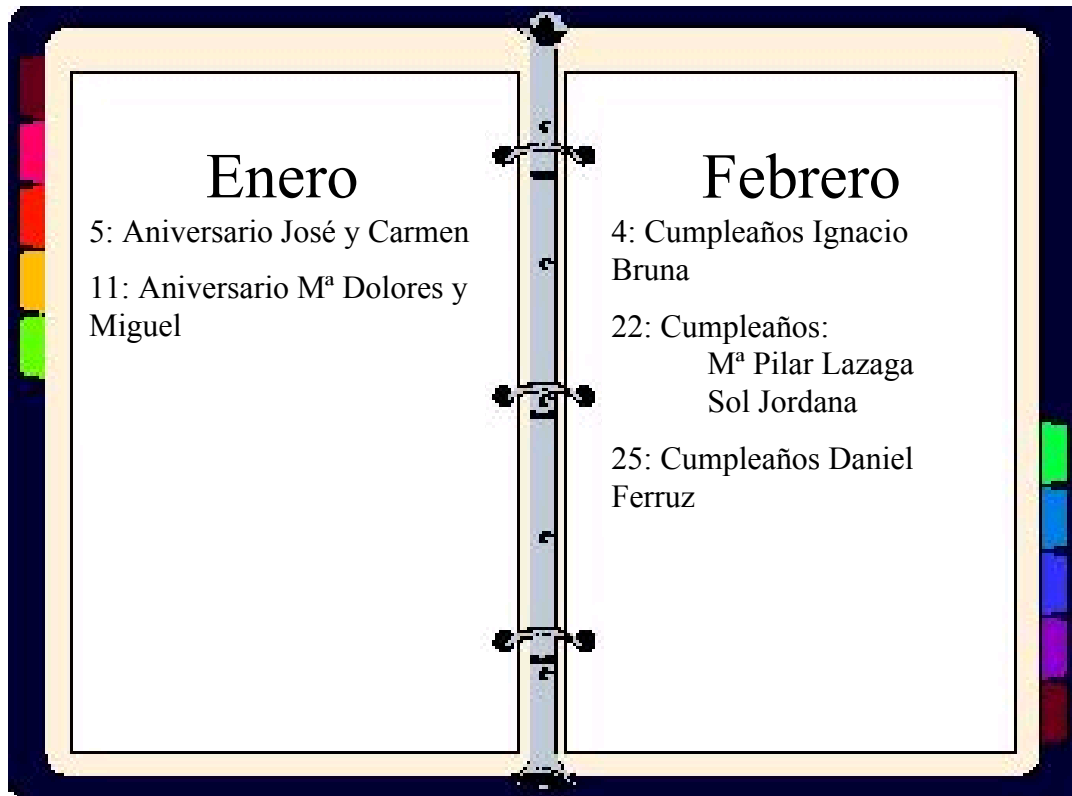 Enero
5: Aniversario José y Carmen
11: Aniversario Mª Dolores y
Miguel
Febrero
4: Cumpleaños Ignacio
Bruna
22: Cumpleaños:
Mª Pilar Lazaga
Sol Jordana
25: Cumpleaños Daniel
Ferruz